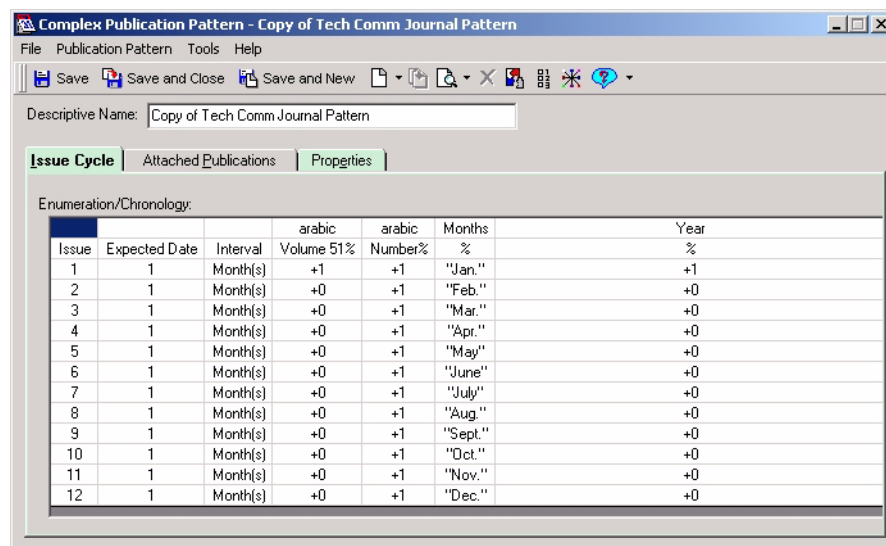 Complex Publication Pattern - Copy of Tech Comm Journal Pattern
File Publication Pattern Tools Help
Save Save and Close Save and New
Descriptive Name: Copy of Tech Comm Journal Pattern
Issue Cycle Attached Publications Properties
Enumeration/Chronology:
arabic arabic Months Year
Issue Expected Date Interval Volume 51% Number% % %
1 1 Month(s) +1 +1 "Jan." +1
2 1 Month(s) +0 +1 "Feb." +0
3 1 Month(s) +0 +1 "Mar." +0
4 1 Month(s) +0 +1 "Apr." +0
5 1 Month(s) +0 +1 "May" +0
6 1 Month(s) +0 +1 "June" +0
7 1 Month(s) +0 +1 "July" +0
8 1 Month(s) +0 +1 "Aug." +0
9 1 Month(s) +0 +1 "Sept." +0
10 1 Month(s) +0 +1 "Oct." +0
11 1 Month(s) +0 +1 "Nov." +0
12 1 Month(s) +0 +1 "Dec." +0